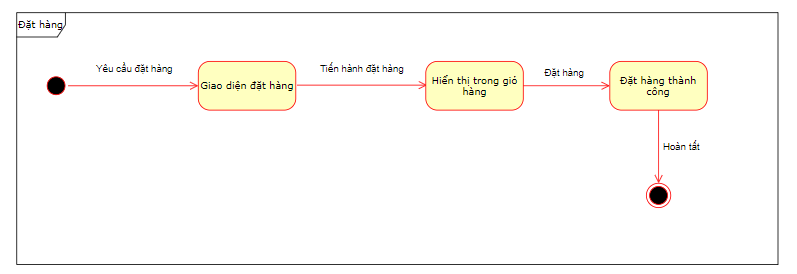 Đặt hàng
Yêu cầu đặt hàng
Giao diện đặt hàng
Tiến hành đặt hàng
Hiển thị trong giỏ
hàng
Đặt hàng
Đặt hàng thành
công
Hoàn tất